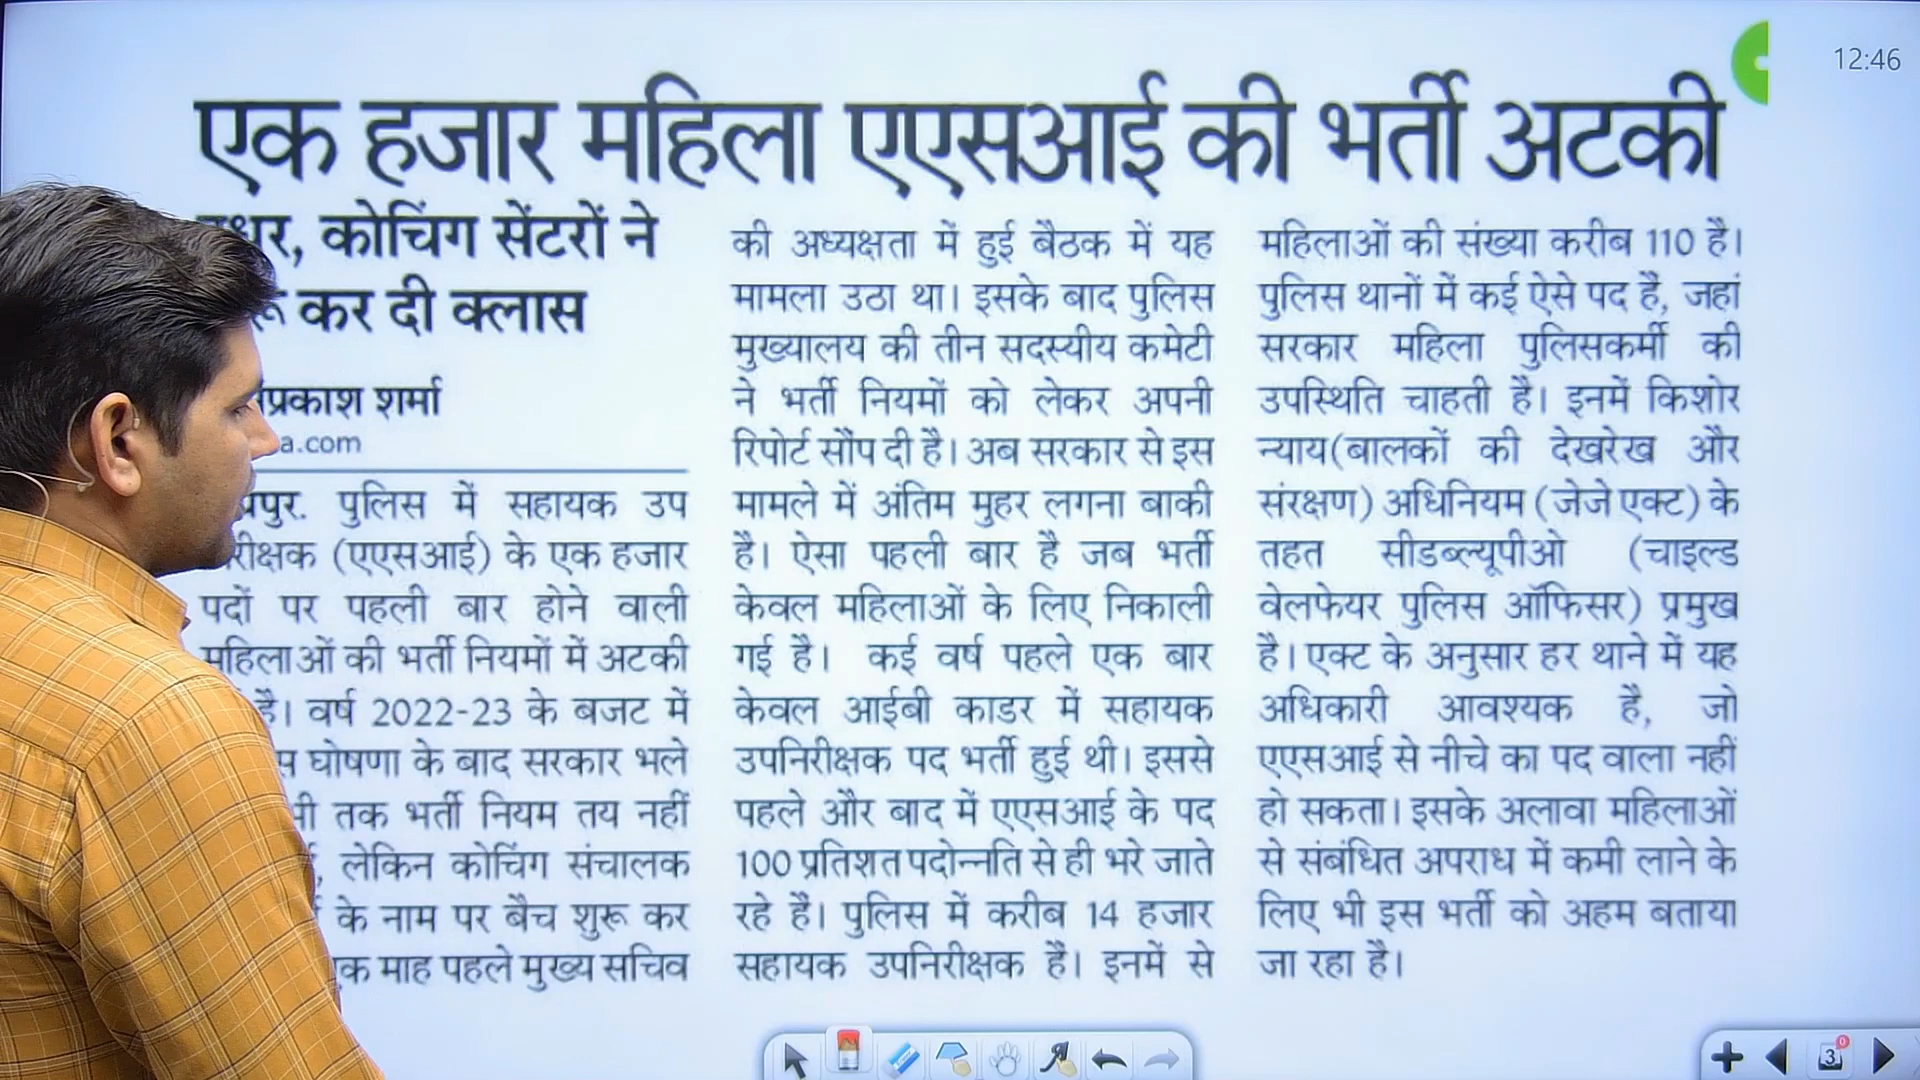 12:46
एक हजार महिला एएसआई की भर्ती अटकी
कोचिंग सेंटरों ने
कर दी क्लास
शर्मा
a.com
पुलिस में सहायक उप
(एएसआई) के एक हजार
पदों पर पहली बार होने वाली
महिलाओं की भर्ती नियमों में अटकी
है। वर्ष 2022-23 के बजट में
घोषणा के बाद सरकार भले
तक भर्ती नियम तय नहीं
लेकिन कोचिंग संचालक
के नाम पर बैच शुरू कर
माह पहले मुख्य सचिव
की अध्यक्षता में हुई बैठक में यह
मामला उठा था। इसके बाद पुलिस
मुख्यालय की तीन सदस्यीय कमेटी
ने भर्ती नियमों को लेकर अपनी
रिपोर्ट सौंप दी है। अब सरकार से इस
मामले में अंतिम मुहर लगना बाकी
है। ऐसा पहली बार है जब भर्ती
केवल महिलाओं के लिए निकाली
गई है। कई वर्ष पहले एक बार
केवल आईबी काडर में सहायक
उपनिरीक्षक पद भर्ती हुई थी। इससे
पहले और बाद में एएसआई के पद
100 प्रतिशत पदोन्नति से ही भरे जाते
रहे है। पुलिस में करीब 14 हजार
सहायक उपनिरीक्षक है। इनमें से
महिलाओं की संख्या करीब 110 है।
पुलिस थानों में कई ऐसे पद है, जहां
सरकार महिला पुलिसकर्मी की
उपस्थिति चाहती है। इनमें किशोर
न्याय(बालकों की देखरेख और
संरक्षण) अधिनियम (जेजे एक्ट) के
तहत सीडब्ल्यूपीओ (चाइल्ड
वेलफेयर पुलिस ऑफिसर) प्रमुख
है। एक्ट के अनुसार हर थाने में यह
अधिकारी आवश्यक है, जो
एएसआई से नीचे का पद वाला नहीं
हो सकता। इसके अलावा महिलाओं
से संबंधित अपराध में कमी लाने के
लिए भी इस भर्ती को अहम बताया
जा रहा है।
3
0